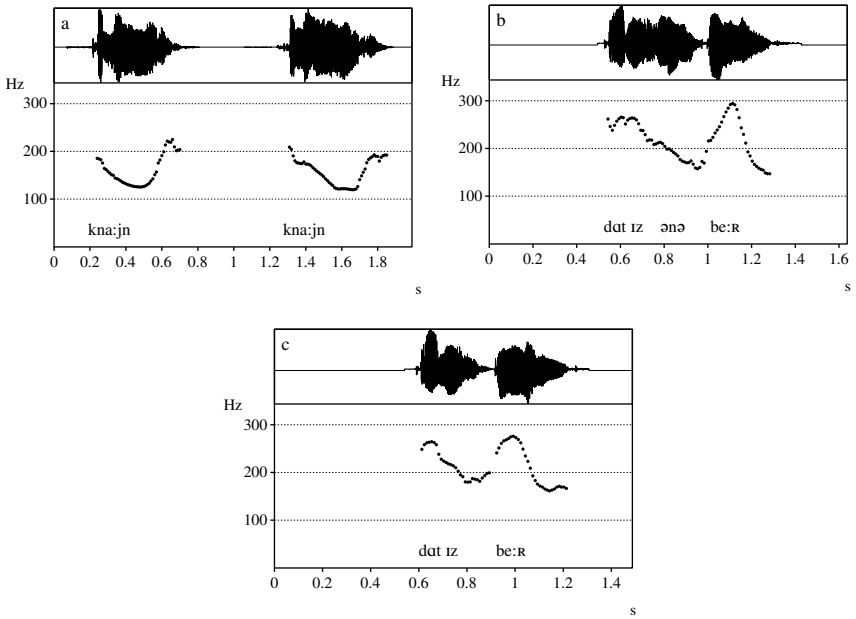 a
Hz
300
200
100
kna:jn kna:jn
0 0.2 0.4 0.6 0.8 1 1.2 1.4 1.6 1.8
s
b
Hz
300
200
100
dɑt ɪz ənə be:ʀ
0 0.2 0.4 0.6 0.8 1 1.2 1.4 1.6
s
c
Hz
300
200
100
dɑt ɪz be:ʀ
0 0.2 0.4 0.6 0.8 1 1.2 1.4
s